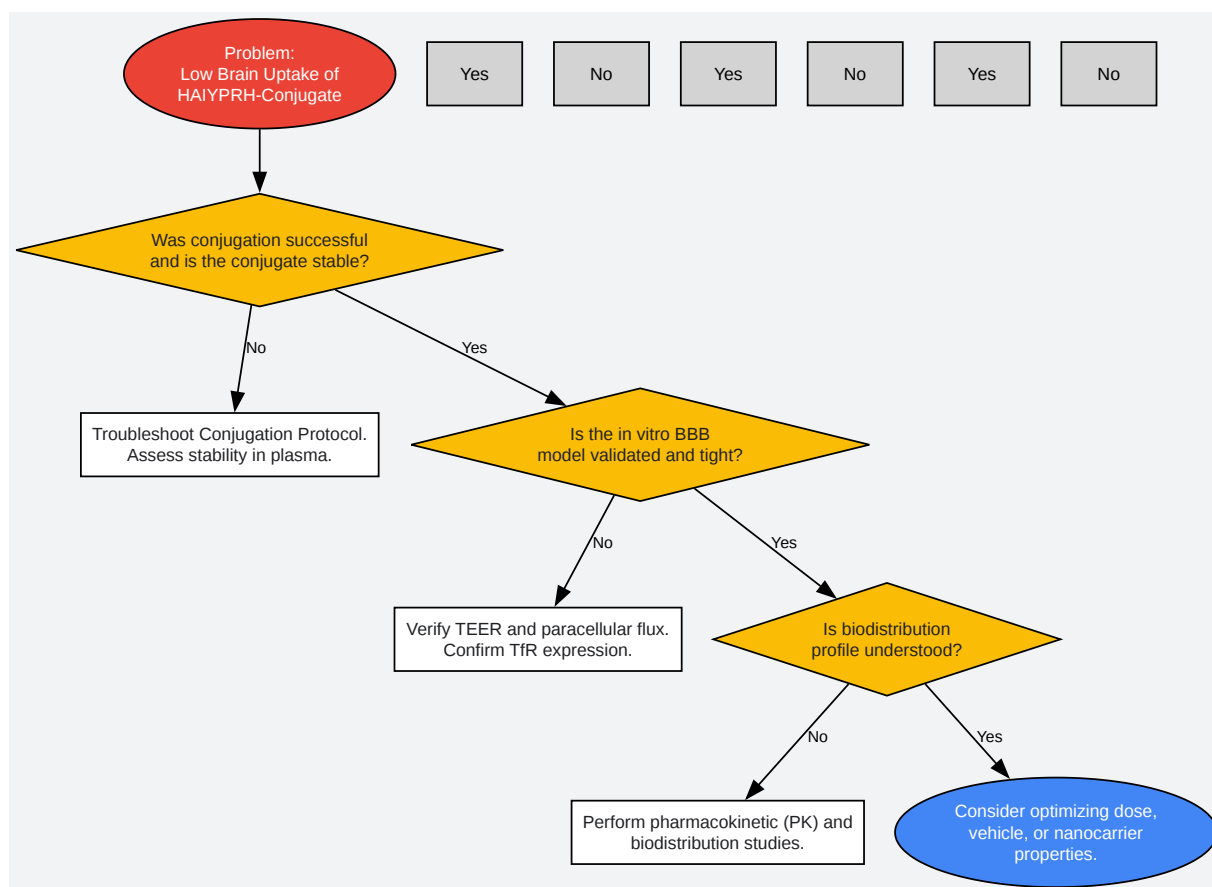 Problem:
Low Brain Uptake of
HAIYPRH-Conjugate
Yes
No
Yes
No
Yes
No
Was conjugation successful
and is the conjugate stable?
No
Yes
Troubleshoot Conjugation Protocol.
Assess stability in plasma.
Is the in vitro BBB
model validated and tight?
No
Yes
Verify TEER and paracellular flux.
Confirm TfR expression.
Is biodistribution
profile understood?
No
Yes
Perform pharmacokinetic (PK) and
biodistribution studies.
Consider optimizing dose,
vehicle, or nanocarrier
properties.